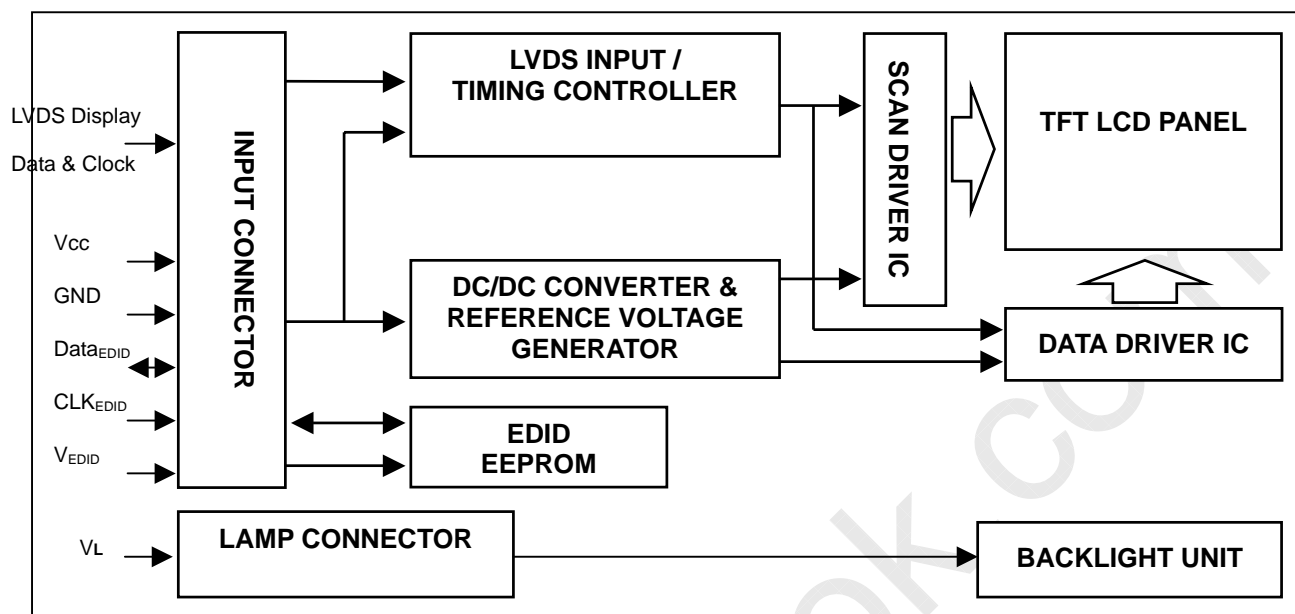 LVDS INPUT /
TIMING CONTROLLER
SCAN DRIVER IC
TFT LCD PANEL
LVDS Display
Data & Clock
INPUT CONNECTOR
Vcc
GND
DataEDID
CLKEDID
VEDID
DC/DC CONVERTER &
REFERENCE VOLTAGE
GENERATOR
DATA DRIVER IC
EDID
EEPROM
VL
LAMP CONNECTOR
BACKLIGHT UNIT